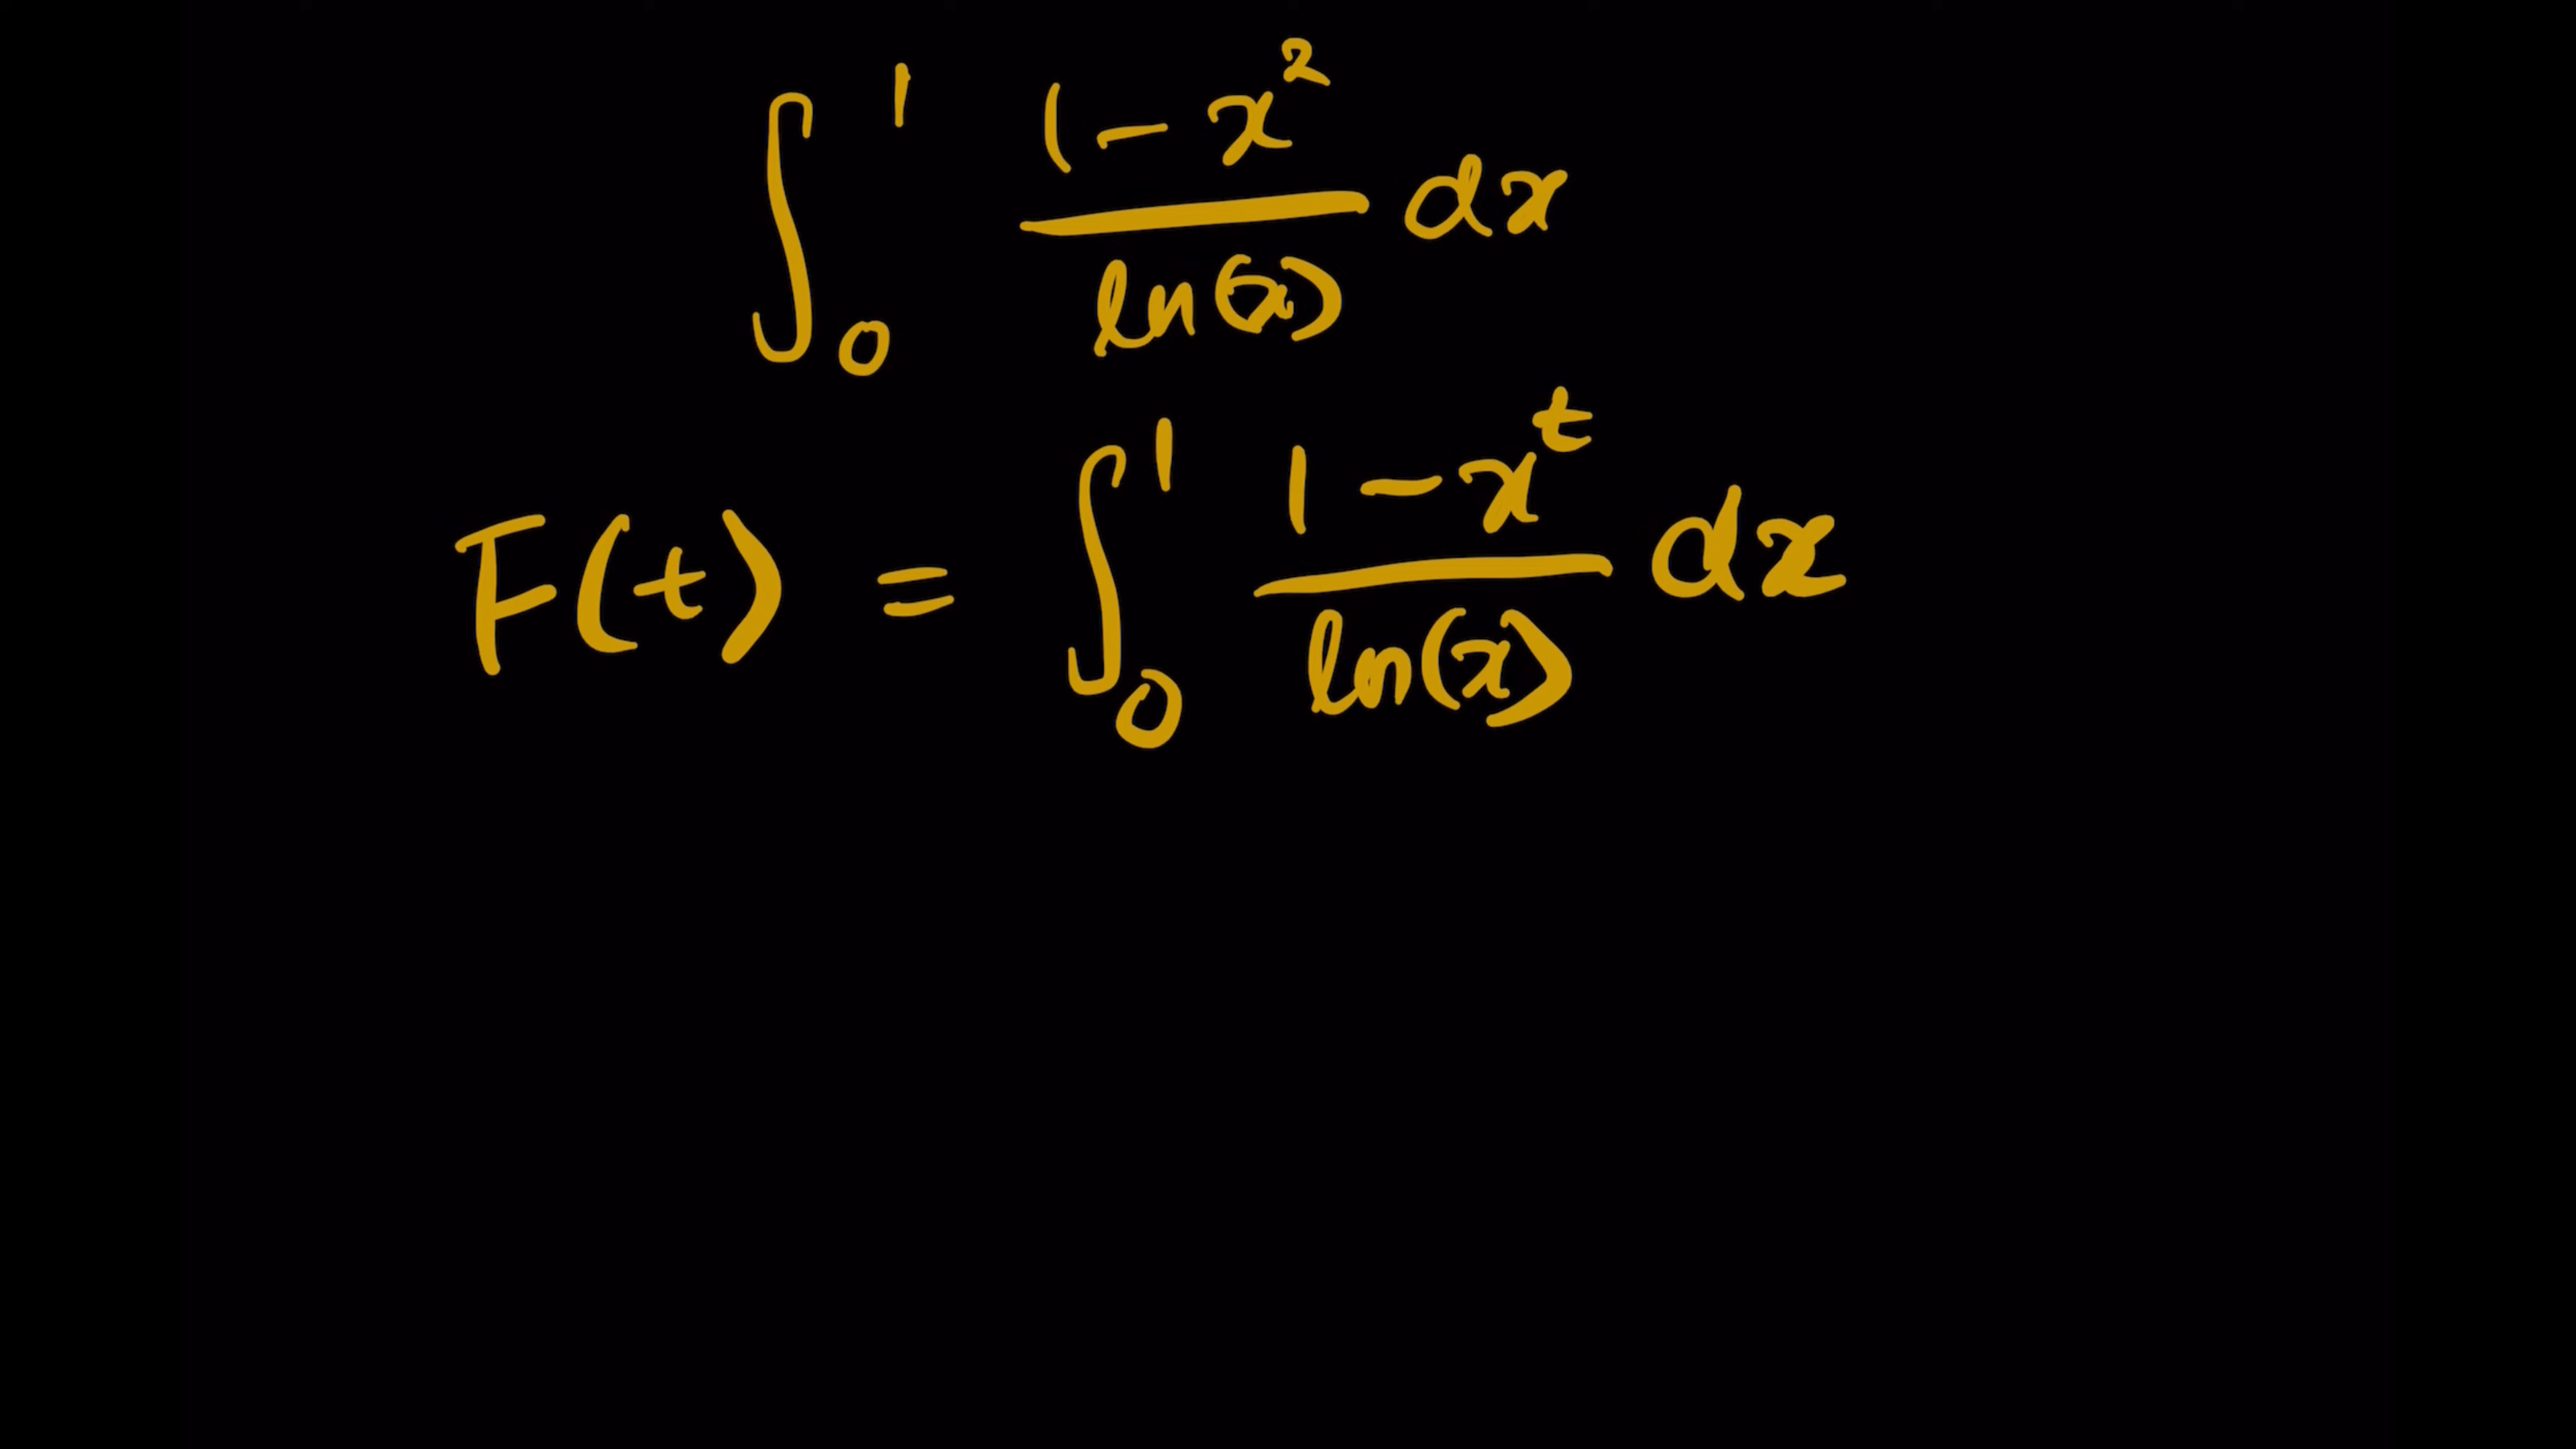 ∫₀¹ (1 − x²)/ln(x) dx
F(t) = ∫₀¹ (1 − xᵗ)/ln(x) dx